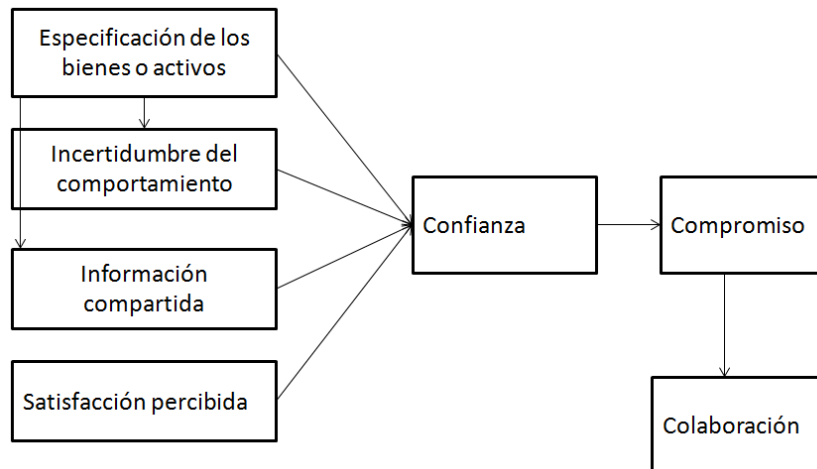 Especificación de los
bienes o activos
Incertidumbre del
comportamiento
Información
compartida
Satisfacción percibida
Confianza
Compromiso
Colaboración